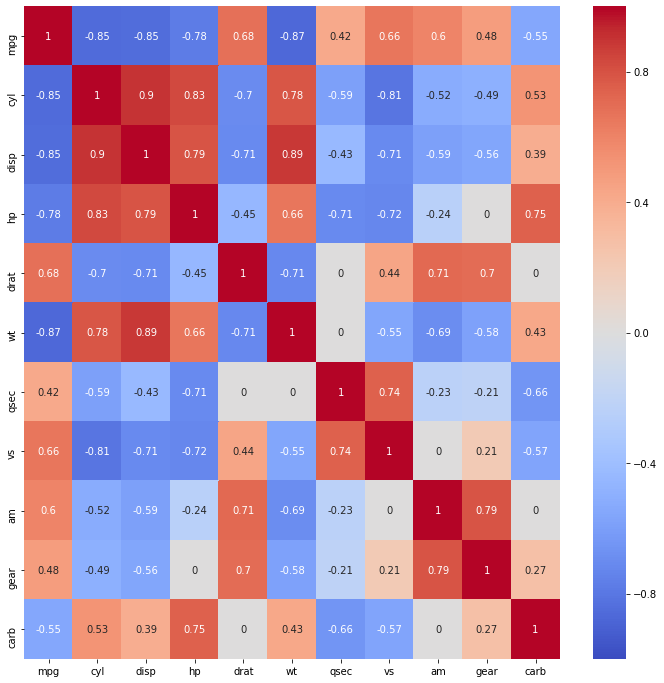 mpg 1 -0.85 -0.85 -0.78 0.68 -0.87 0.42 0.66 0.6 0.48 -0.55
cyl -0.85 1 0.9 0.83 -0.7 0.78 -0.59 -0.81 -0.52 -0.49 0.53
disp -0.85 0.9 1 0.79 -0.71 0.89 -0.43 -0.71 -0.59 -0.56 0.39
hp -0.78 0.83 0.79 1 -0.45 0.66 -0.71 -0.72 -0.24 0 0.75
drat 0.68 -0.7 -0.71 -0.45 1 -0.71 0 0.44 0.71 0.7 0
wt -0.87 0.78 0.89 0.66 -0.71 1 0 -0.55 -0.69 -0.58 0.43
qsec 0.42 -0.59 -0.43 -0.71 0 0 1 0.74 -0.23 -0.21 -0.66
vs 0.66 -0.81 -0.71 -0.72 0.44 -0.55 0.74 1 0 0.21 -0.57
am 0.6 -0.52 -0.59 -0.24 0.71 -0.69 -0.23 0 1 0.79 0
gear 0.48 -0.49 -0.56 0 0.7 -0.58 -0.21 0.21 0.79 1 0.27
carb -0.55 0.53 0.39 0.75 0 0.43 -0.66 -0.57 0 0.27 1
mpg cyl disp hp drat wt qsec vs am gear carb
0.8
0.4
0.0
−0.4
−0.8